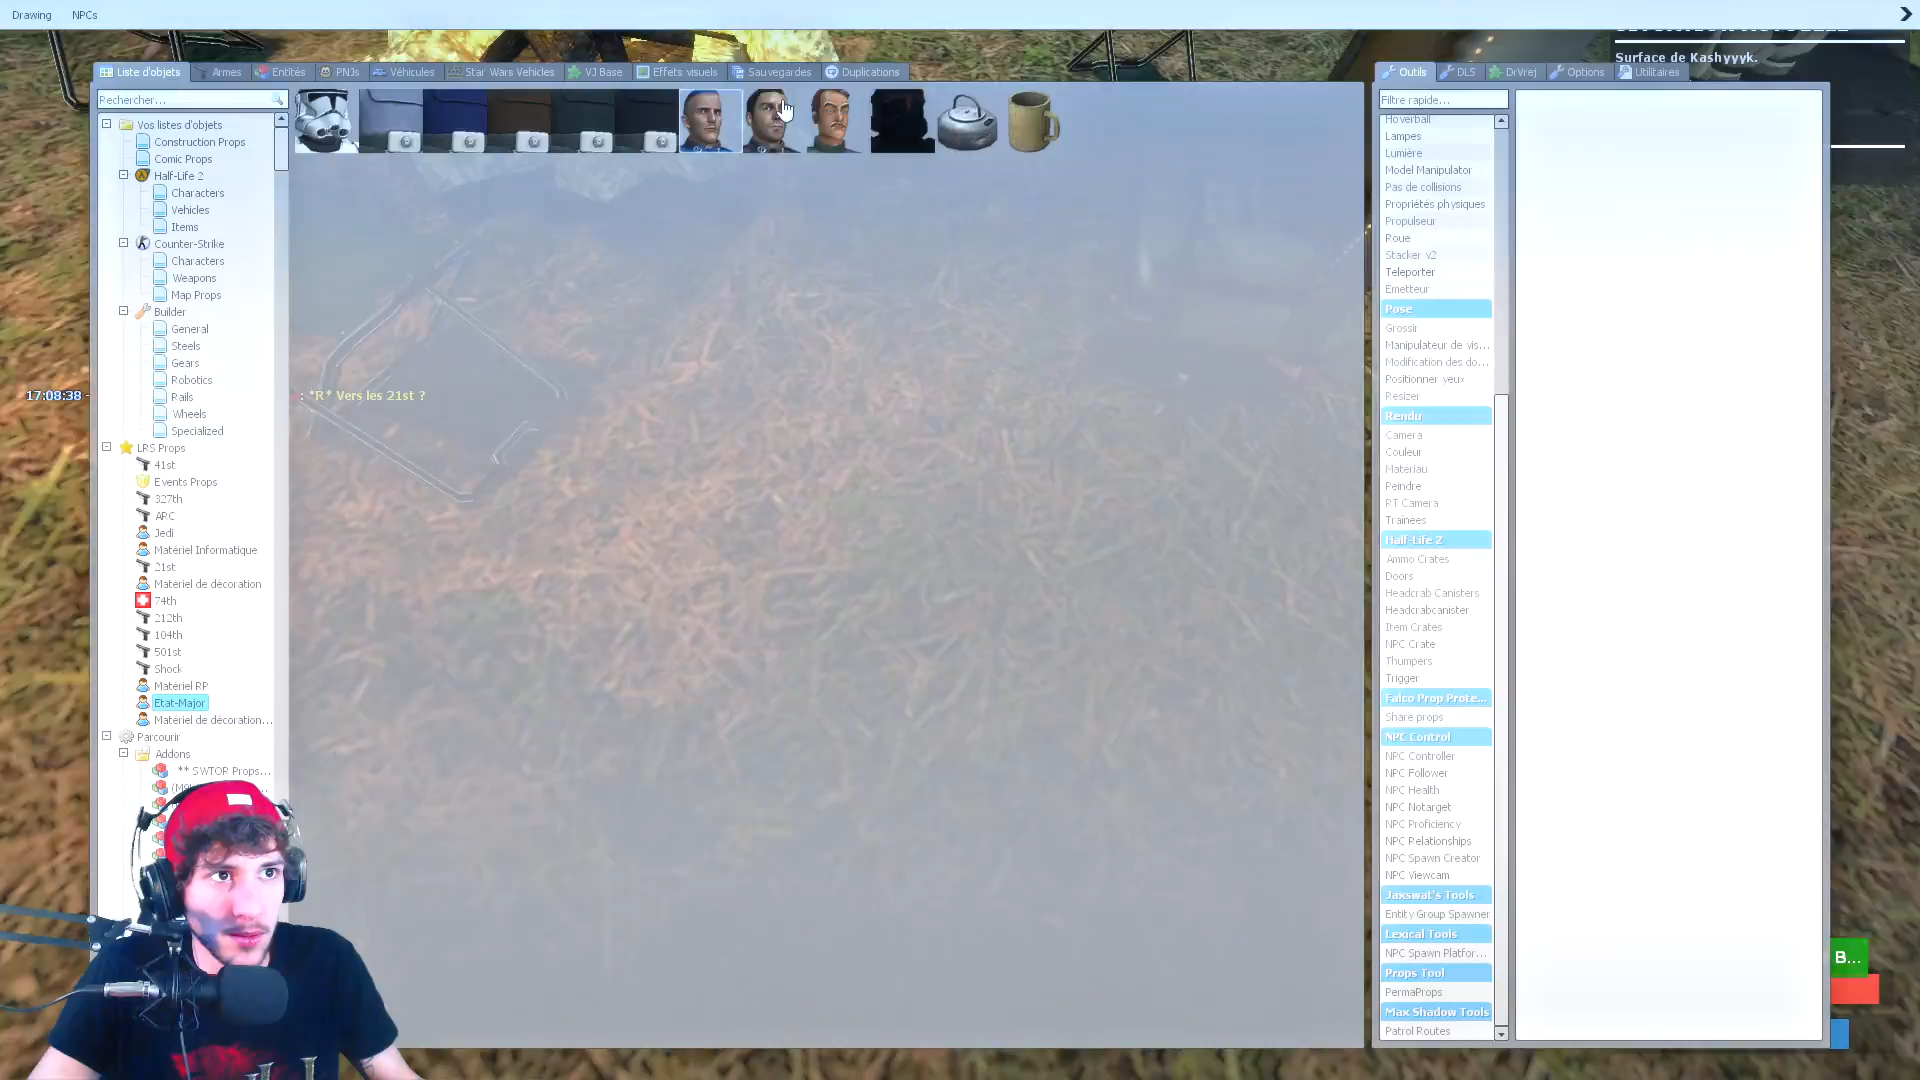 Drawing NPCs
Surface de Kashyyyk.
Liste d'objets Armes Entités PNJs Véhicules Star Wars Vehicles VJ Base Effets visuels Sauvegardes Duplications
Rechercher...
Vos listes d'objets
Construction Props
Comic Props
Half-Life 2
Characters
Vehicles
Items
Counter-Strike
Characters
Weapons
Map Props
Builder
General
Steels
Gears
Robotics
Rails
Wheels
Specialized
LRS Props
41st
Events Props
327th
ARC
Jedi
Matériel Informatique
21st
Matériel de décoration
74th
212th
104th
501st
Shock
Matériel RP
Etat-Major
Matériel de décoration...
Parcourir
Addons
** SWTOR Props...
17:08:38 -
: *R* Vers les 21st ?
Outils DLS DrVrej Options Utilitaires
Filtre rapide...
Hoverball
Lampes
Lumière
Model Manipulator
Pas de collisions
Propriétés physiques
Propulseur
Roue
Stacker v2
Teleporter
Émetteur
Pose
Grossir
Manipulateur de vis...
Modification des do...
Positionner yeux
Resizer
Rendu
Camera
Couleur
Matériau
Peindre
RT Camera
Traînées
Half-Life 2
Ammo Crates
Doors
Headcrab Canisters
Headcrabcanister
Item Crates
NPC Crate
Thumpers
Trigger
Falco Prop Prote...
Share props
NPC Control
NPC Controller
NPC Follower
NPC Health
NPC Notarget
NPC Proficiency
NPC Relationships
NPC Spawn Creator
NPC Viewcam
Jaxswat's Tools
Entity Group Spawner
Lexical Tools
NPC Spawn Platfor...
Props Tool
PermaProps
Max Shadow Tools
Patrol Routes
B...